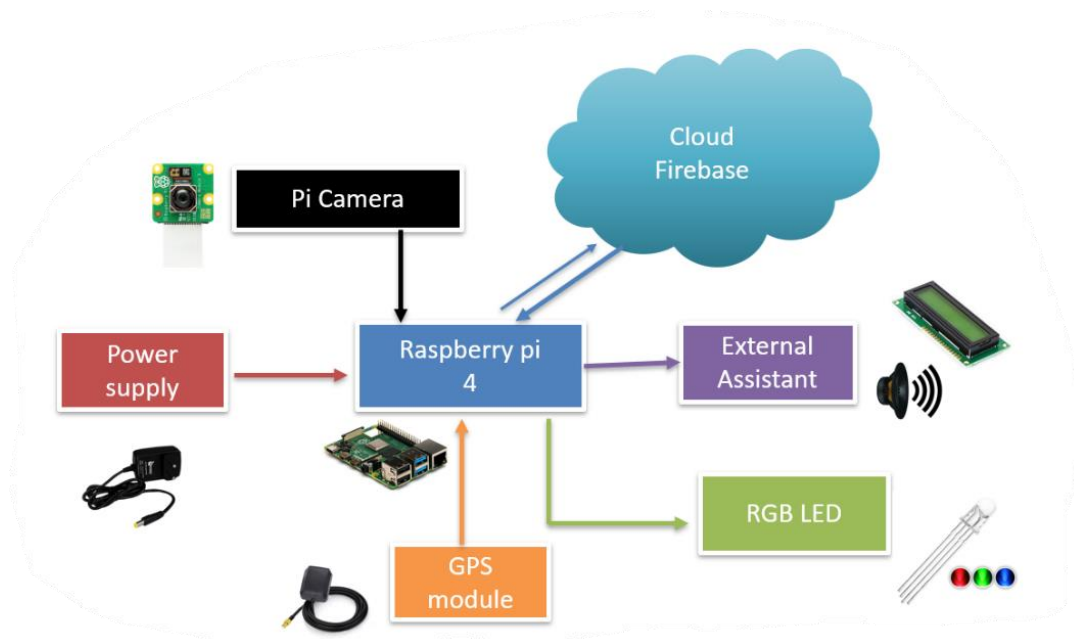 Cloud
Firebase
Pi Camera
Power
supply
Raspberry pi
4
External
Assistant
RGB LED
GPS
module